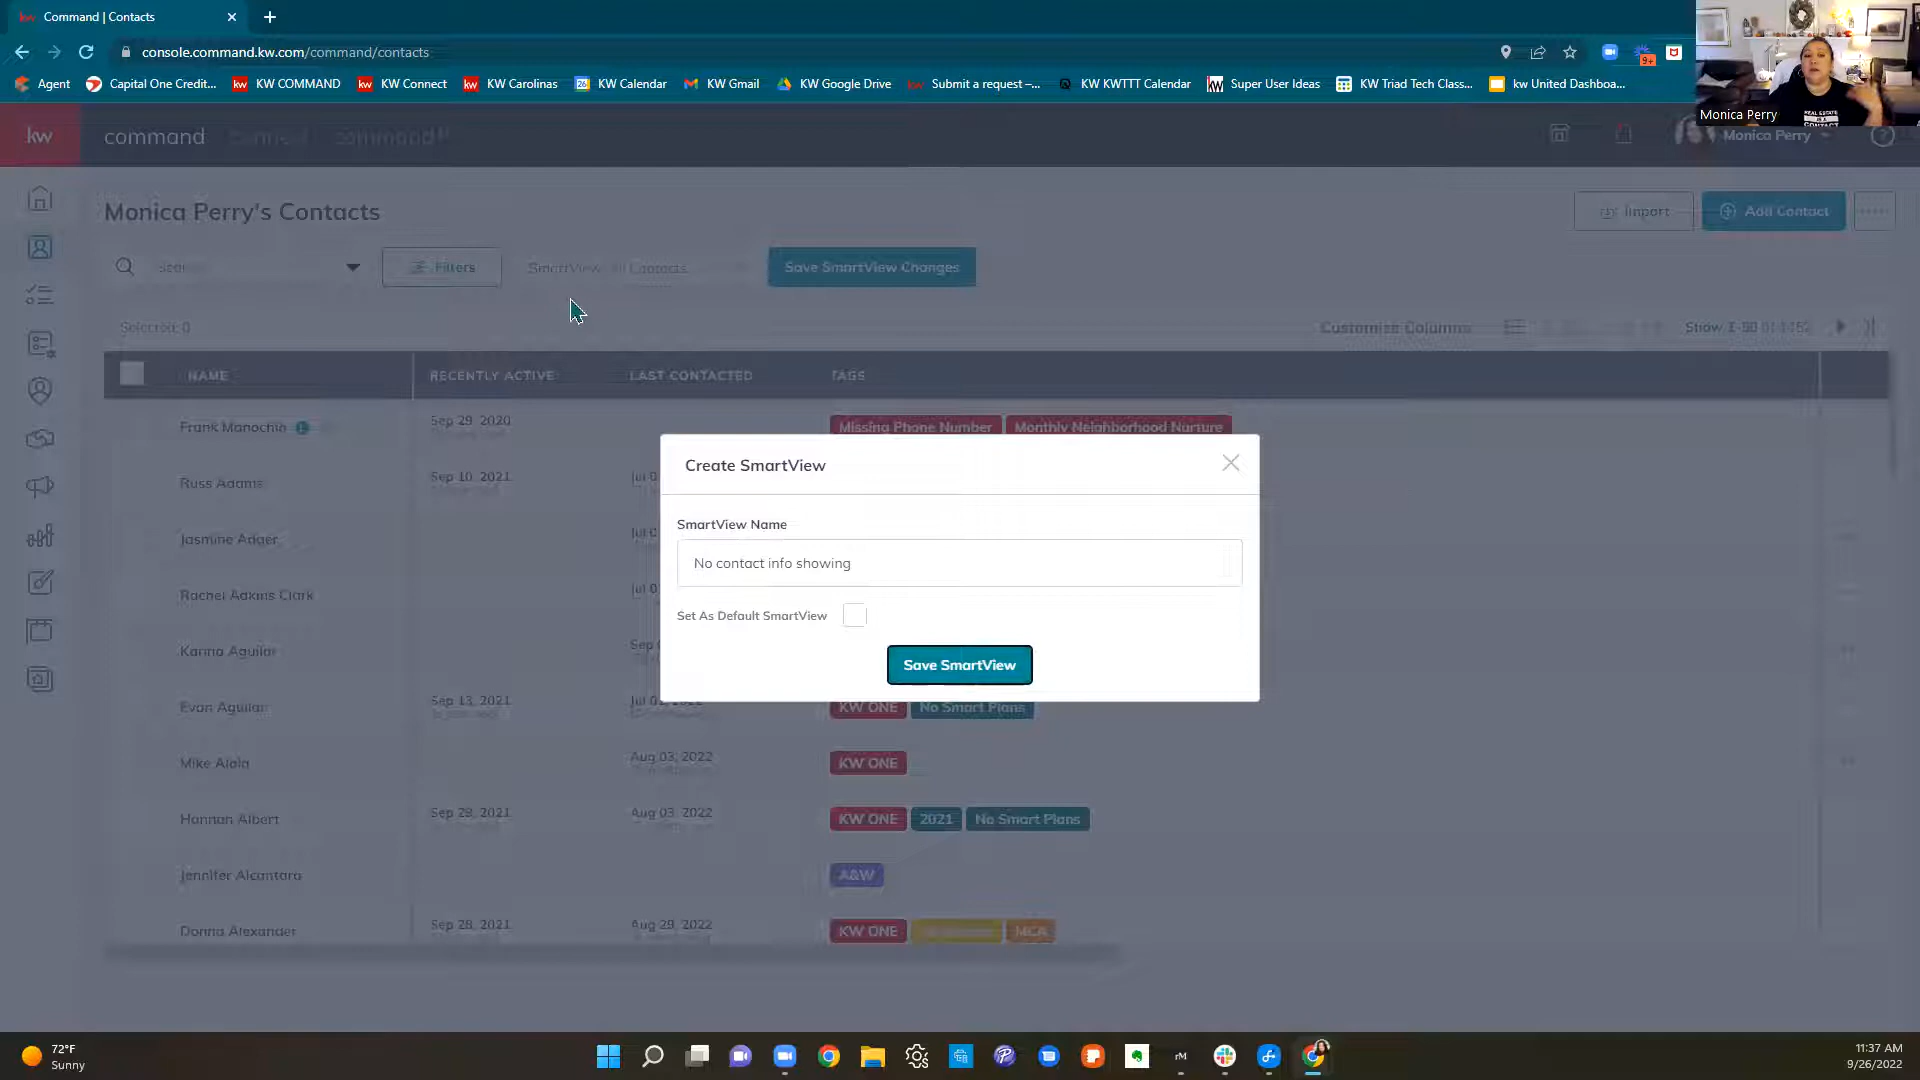 Command | Contacts
console.command.kw.com/command/contacts
9+
Agent
Capital One Credit...
KW COMMAND
KW Connect
KW Carolinas
KW Calendar
KW Gmail
KW Google Drive
Submit a request –...
KW KWTTT Calendar
Super User Ideas
KW Triad Tech Class...
kw United Dashboa...
Monica Perry
kw
command
Monica Perry
Monica Perry's Contacts
Import
Add Contact
Filters
SmartView: All Contacts
Save SmartView Changes
Selected: 0
Customise Columns
NAME
RECENTLY ACTIVE
LAST CONTACTED
TAGS
Frank Manochio
Sep 29, 2020
Missing Phone Number
Monthly Neighborhood Nurture
Create SmartView
Russ Adams
Sep 10, 2021
SmartView Name
Jasmine Adger
No contact info showing
Rachel Adkins Clark
Set As Default SmartView
Karina Aguilar
Save SmartView
Evan Aguilar
Sep 13, 2021
KW ONE
No Smart Plans
Mike Alala
Aug 03, 2022
KW ONE
Hannah Albert
Sep 28, 2021
Aug 03, 2022
KW ONE
2021
No Smart Plans
Jennifer Alcantara
A&W
Donna Alexander
Sep 28, 2021
Aug 29, 2022
KW ONE
MCA
72°F
Sunny
rM
11:37 AM
9/26/2022